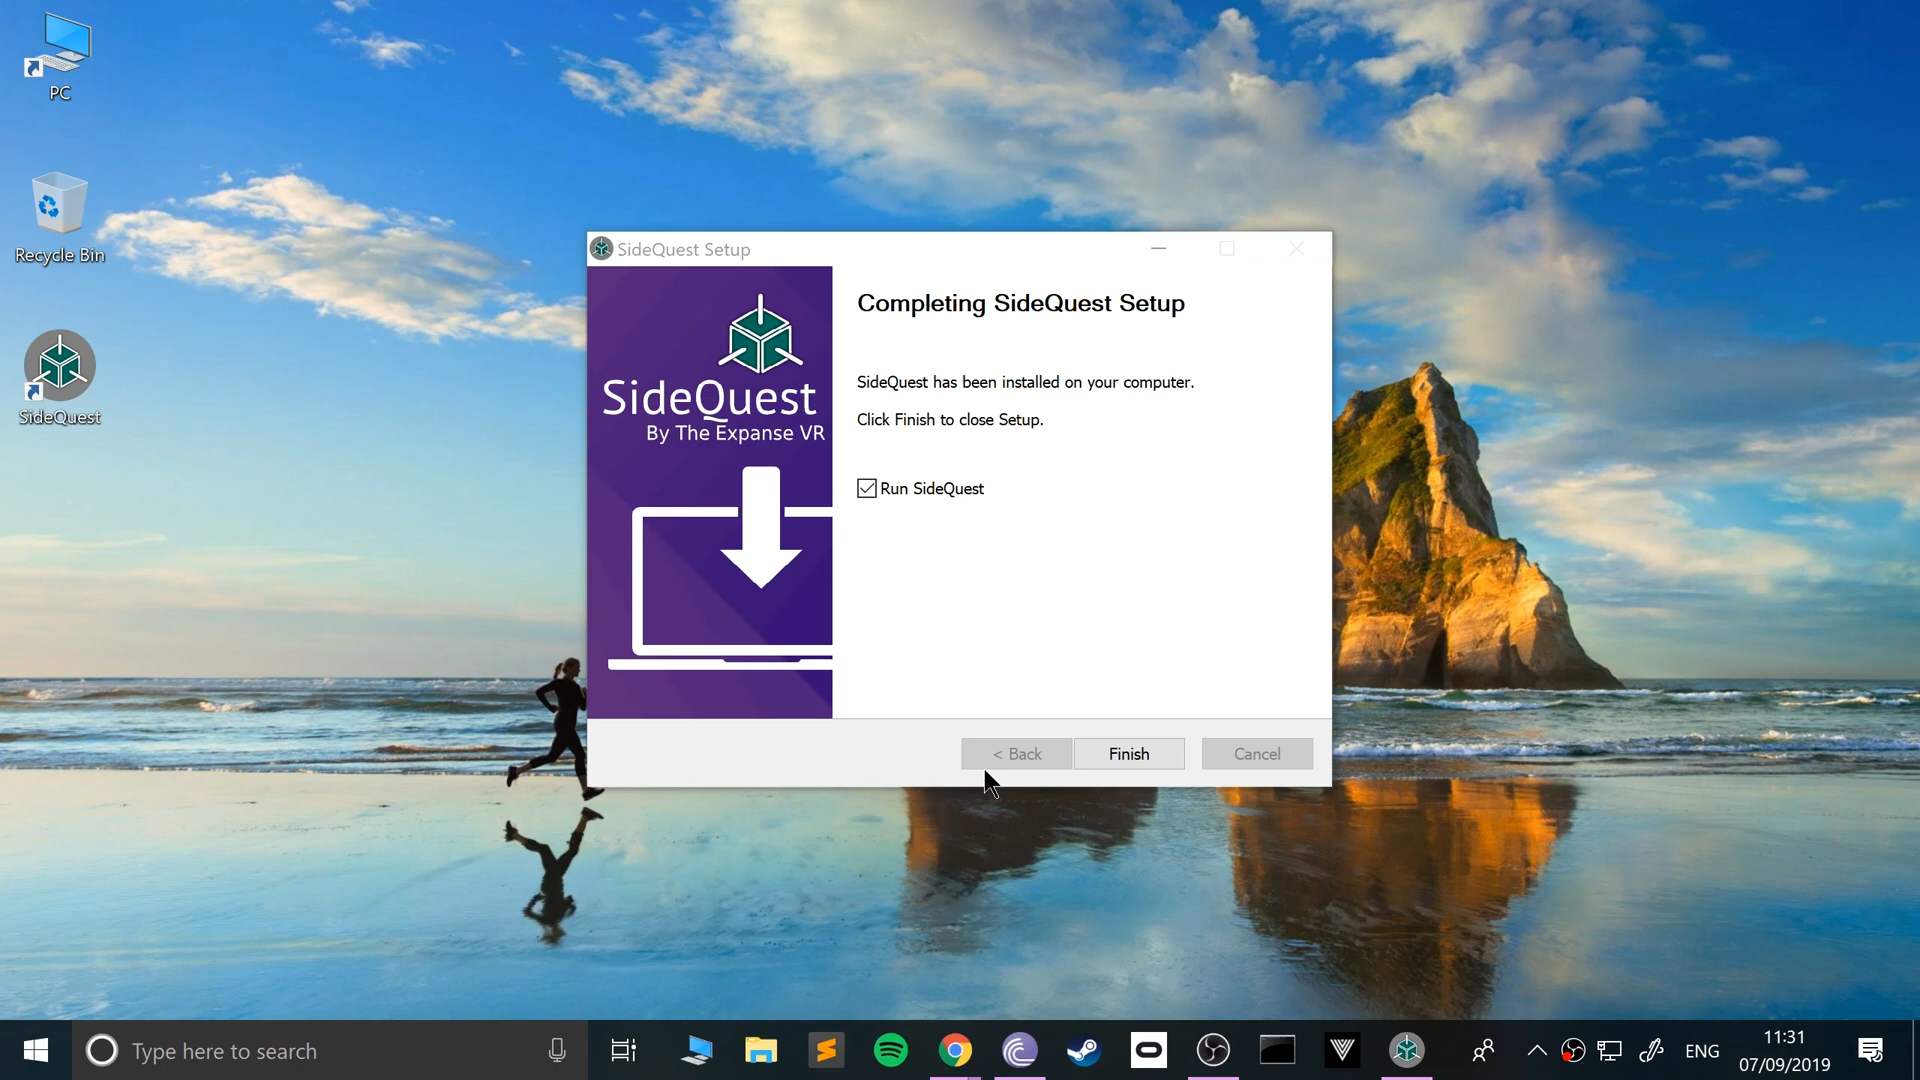 PC
Recycle Bin
SideQuest
SideQuest Setup
SideQuest
By The Expanse VR
Completing SideQuest Setup
SideQuest has been installed on your computer.
Click Finish to close Setup.
Run SideQuest
< Back
Finish
Cancel
Type here to search
ENG
11:31
07/09/2019